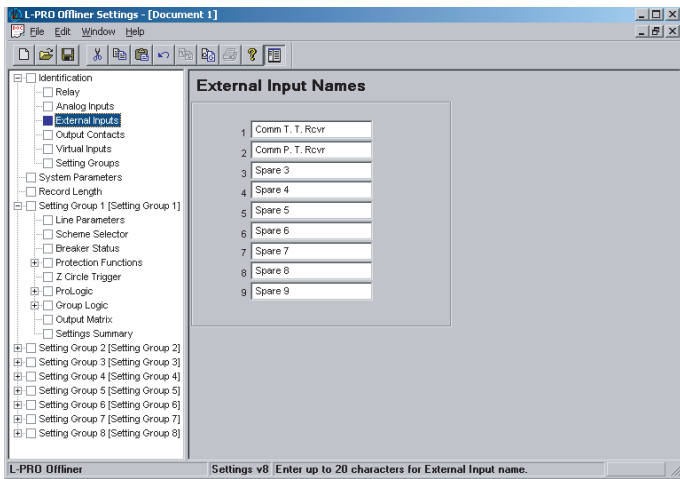 L-PRO Offliner Settings - [Document 1]
File Edit Window Help
Identification
Relay
Analog Inputs
External Inputs
Output Contacts
Virtual Inputs
Setting Groups
System Parameters
Record Length
Setting Group 1 [Setting Group 1]
Line Parameters
Scheme Selector
Breaker Status
Protection Functions
Z Circle Trigger
ProLogic
Group Logic
Output Matrix
Settings Summary
Setting Group 2 [Setting Group 2]
Setting Group 3 [Setting Group 3]
Setting Group 4 [Setting Group 4]
Setting Group 5 [Setting Group 5]
Setting Group 6 [Setting Group 6]
Setting Group 7 [Setting Group 7]
Setting Group 8 [Setting Group 8]
External Input Names
1 Comm T. T. Rcvr
2 Comm P. T. Rcvr
3 Spare 3
4 Spare 4
5 Spare 5
6 Spare 6
7 Spare 7
8 Spare 8
9 Spare 9
L-PRO Offliner Settings v8 Enter up to 20 characters for External Input name.